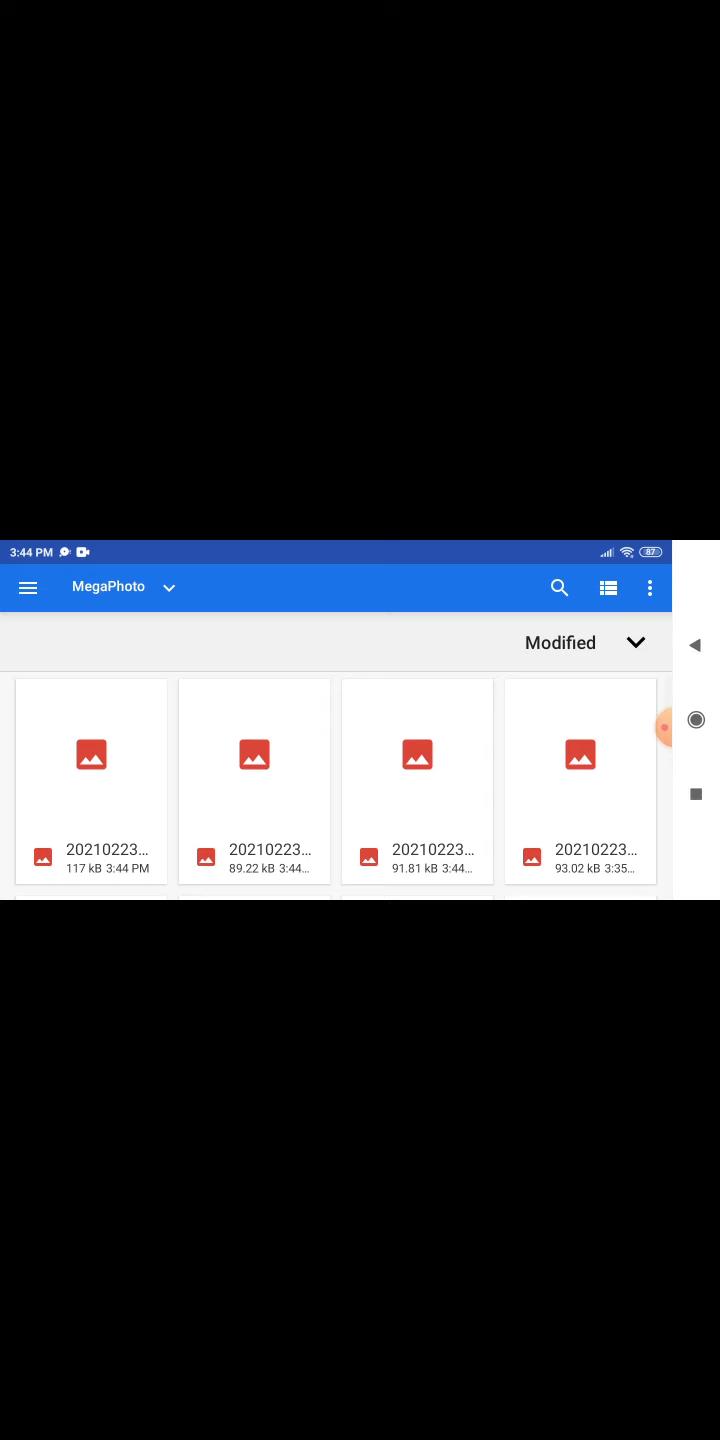 3:44 PM 87
MegaPhoto
Modified
20210223... 20210223... 20210223... 20210223...
117 kB 3:44 PM 89.22 kB 3:44... 91.81 kB 3:44... 93.02 kB 3:35...